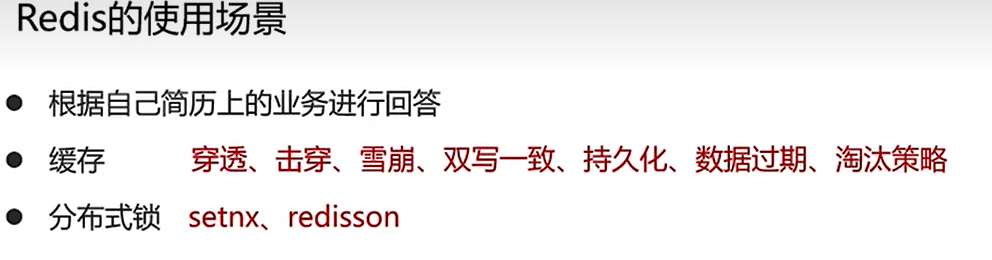 Redis的使用场景
● 根据自己简历上的业务进行回答
● 缓存 穿透、击穿、雪崩、双写一致、持久化、数据过期、淘汰策略
● 分布式锁 setnx、redisson